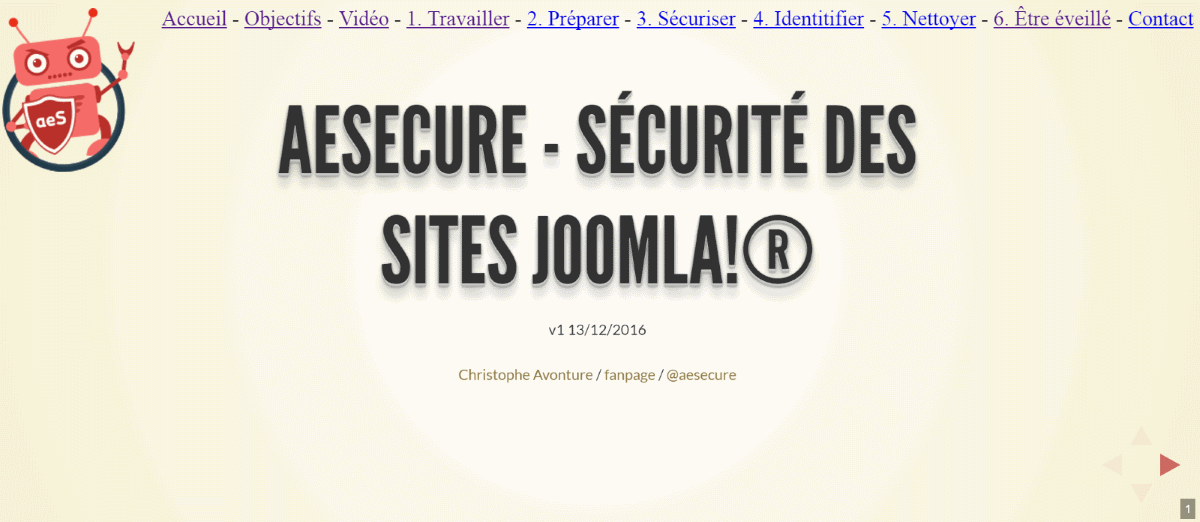 Accueil - Objectifs - Vidéo - 1. Travailler - 2. Préparer - 3. Sécuriser - 4. Identitifier - 5. Nettoyer - 6. Être éveillé - Contact
aeS
AESECURE - SÉCURITÉ DES
SITES JOOMLA!®
v1 13/12/2016
Christophe Avonture / fanpage / @aesecure
1